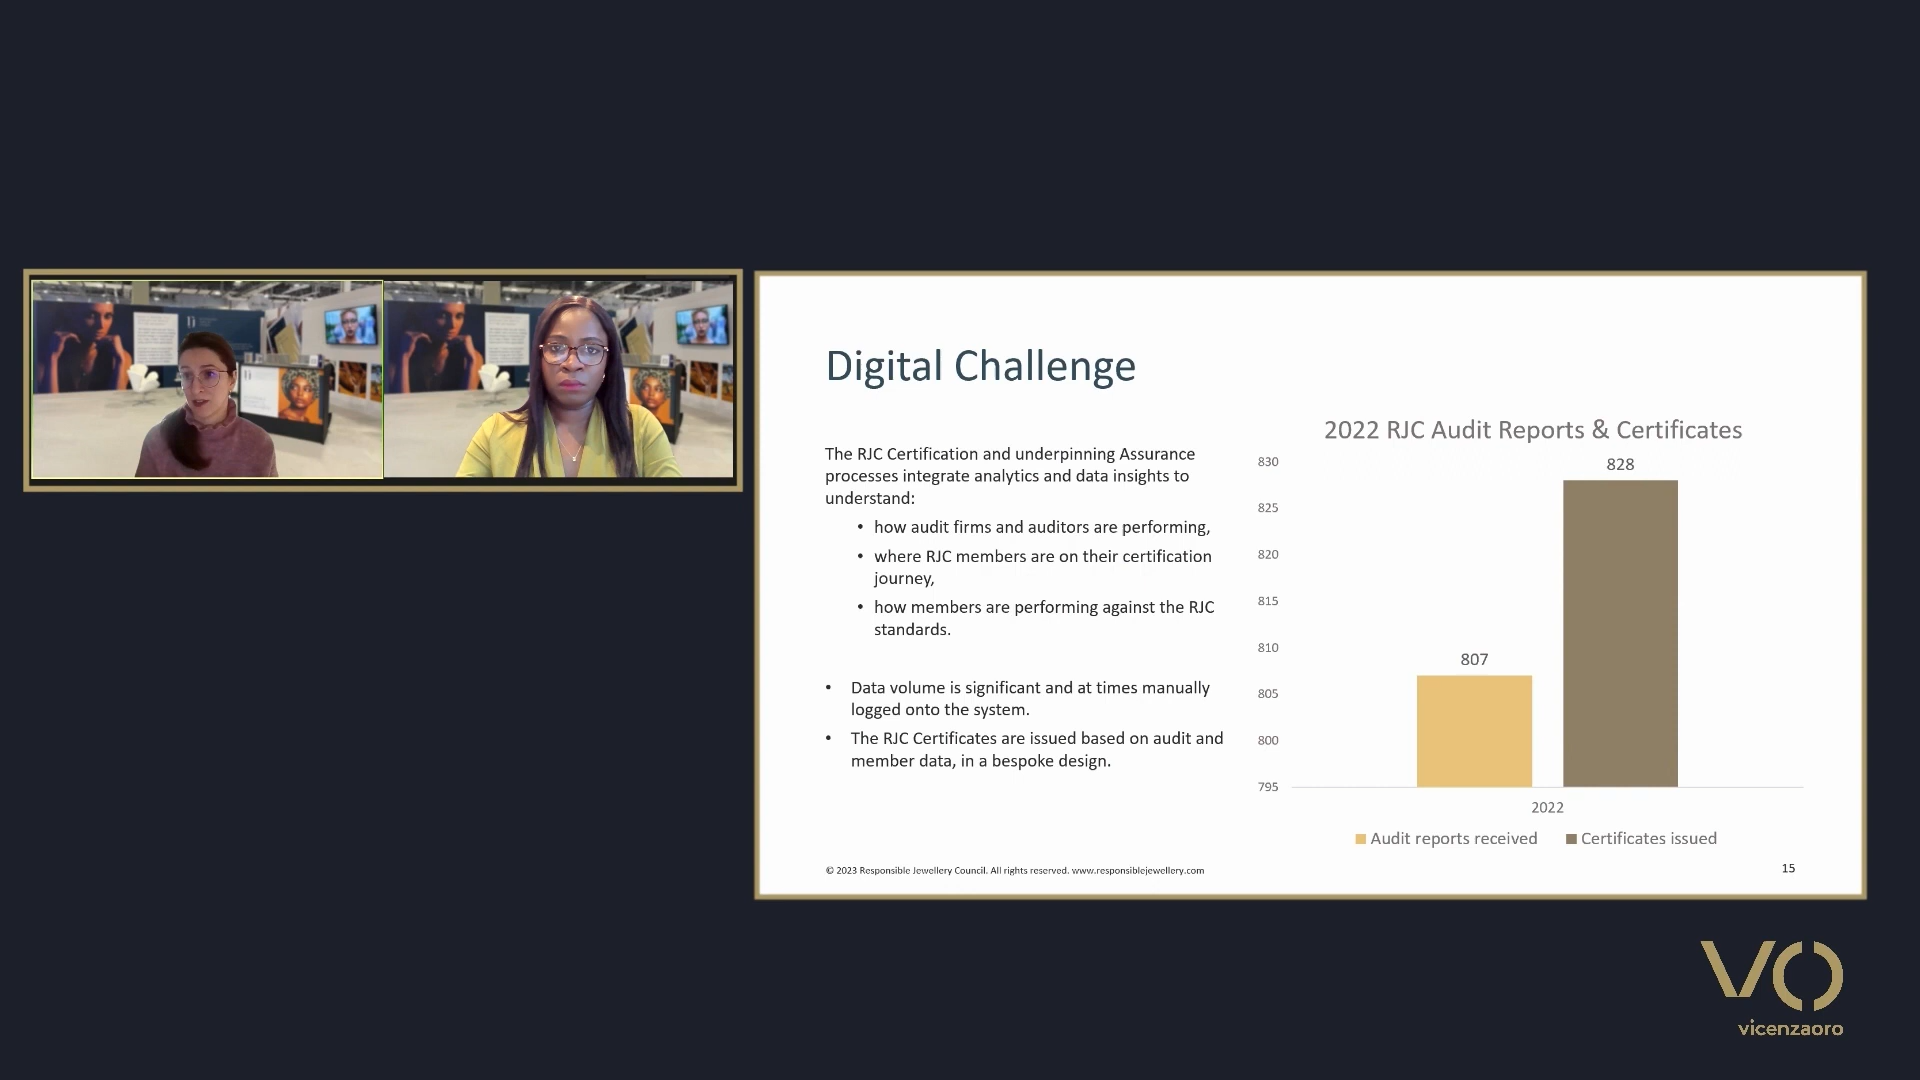 Digital Challenge
The RJC Certification and underpinning Assurance
processes integrate analytics and data insights to
understand:
• how audit firms and auditors are performing,
• where RJC members are on their certification
journey,
• how members are performing against the RJC
standards.
• Data volume is significant and at times manually
logged onto the system.
• The RJC Certificates are issued based on audit and
member data, in a bespoke design.
2022 RJC Audit Reports & Certificates
830
825
820
815
810
805
800
795
807
828
2022
Audit reports received
Certificates issued
© 2023 Responsible Jewellery Council. All rights reserved. www.responsiblejewellery.com
15
VO
vicenzaoro